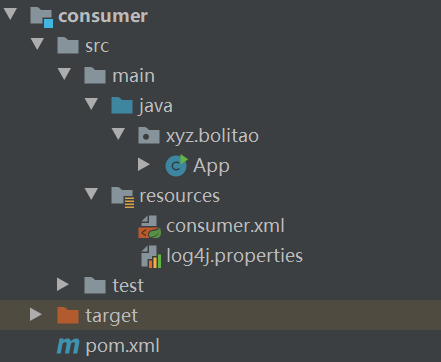 consumer
src
main
java
xyz.bolitao
App
resources
consumer.xml
log4j.properties
test
target
pom.xml